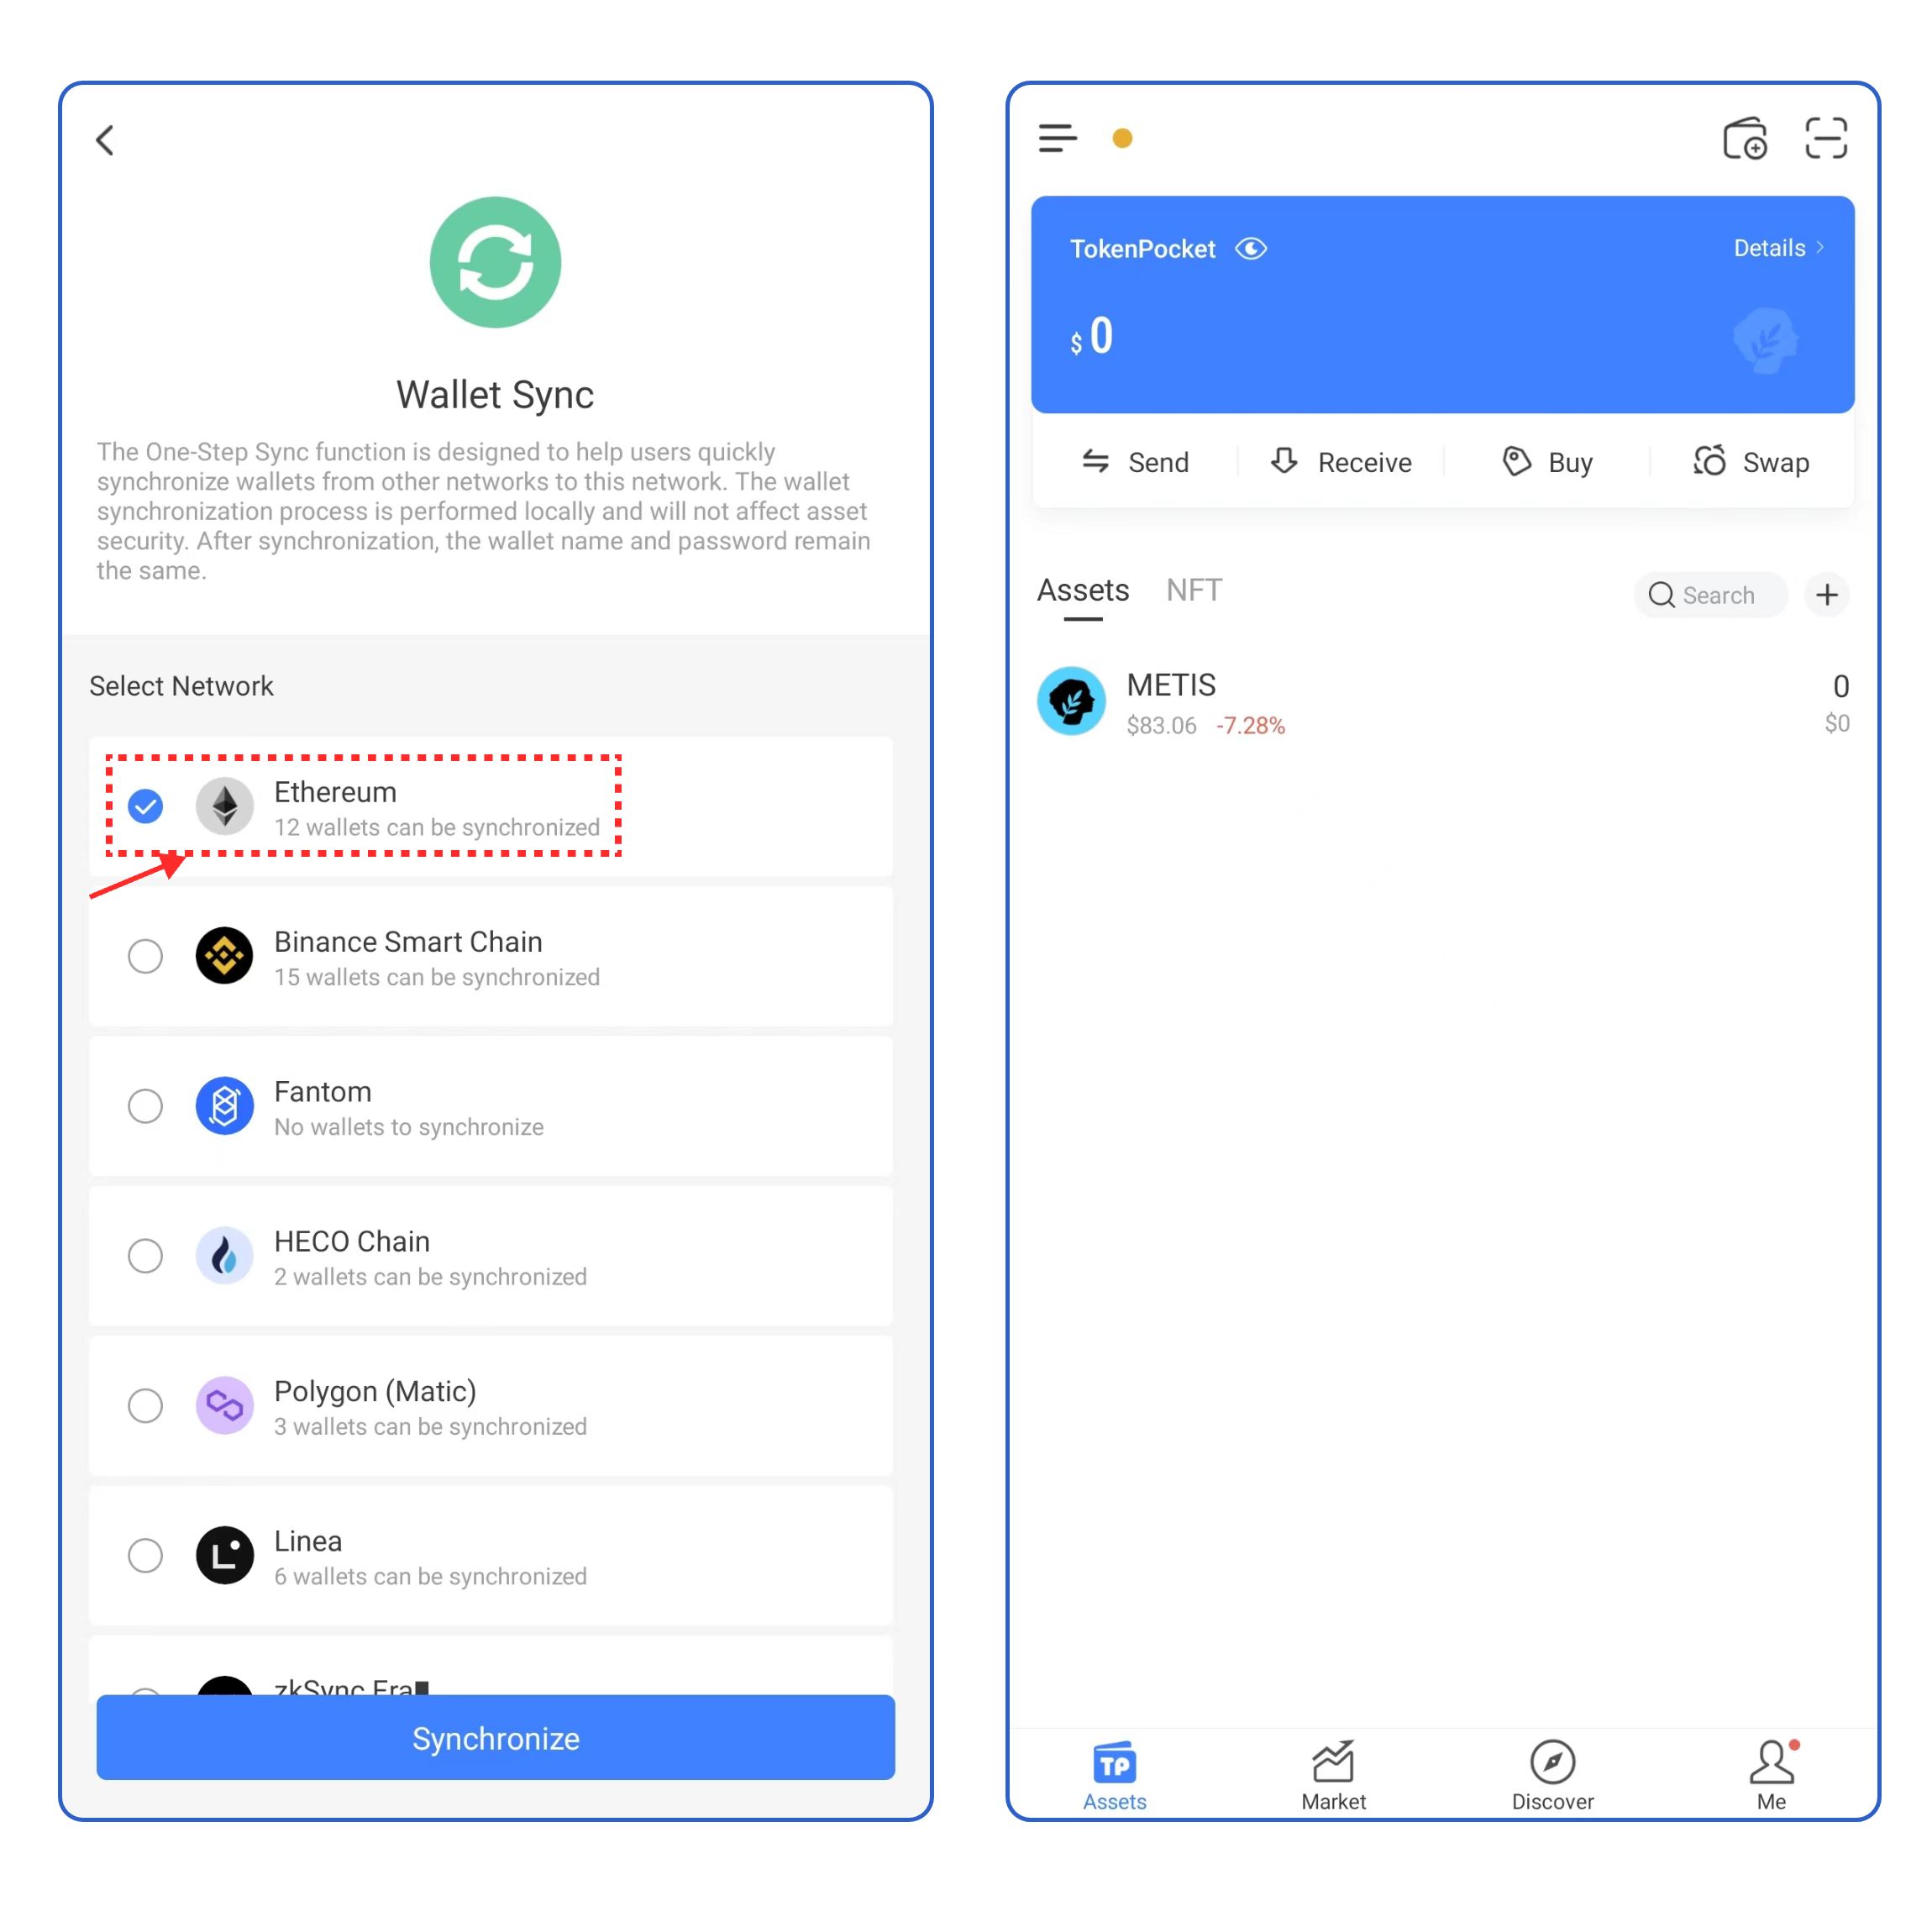 Wallet Sync
The One-Step Sync function is designed to help users quickly
synchronize wallets from other networks to this network. The wallet
synchronization process is performed locally and will not affect asset
security. After synchronization, the wallet name and password remain
the same.
Select Network
Ethereum
12 wallets can be synchronized
Binance Smart Chain
15 wallets can be synchronized
Fantom
No wallets to synchronize
HECO Chain
2 wallets can be synchronized
Polygon (Matic)
3 wallets can be synchronized
Linea
6 wallets can be synchronized
zkSync Era
Synchronize
TokenPocket
Details
$ 0
Send
Receive
Buy
Swap
Assets
NFT
Search
METIS
0
$83.06 -7.28%
$0
TP
Assets
Market
Discover
Me